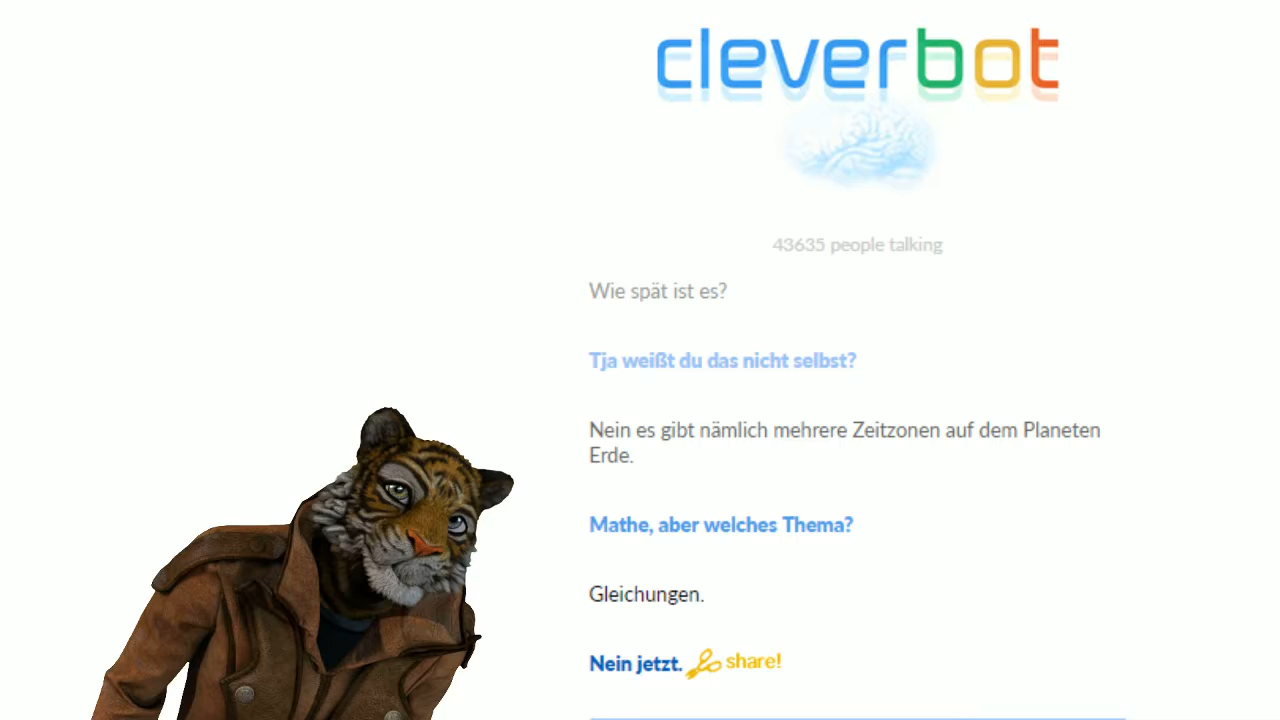 cleverbot
43635 people talking
Wie spät ist es?
Tja weißt du das nicht selbst?
Nein es gibt nämlich mehrere Zeitzonen auf dem Planeten
Erde.
Mathe, aber welches Thema?
Gleichungen.
Nein jetzt. share!